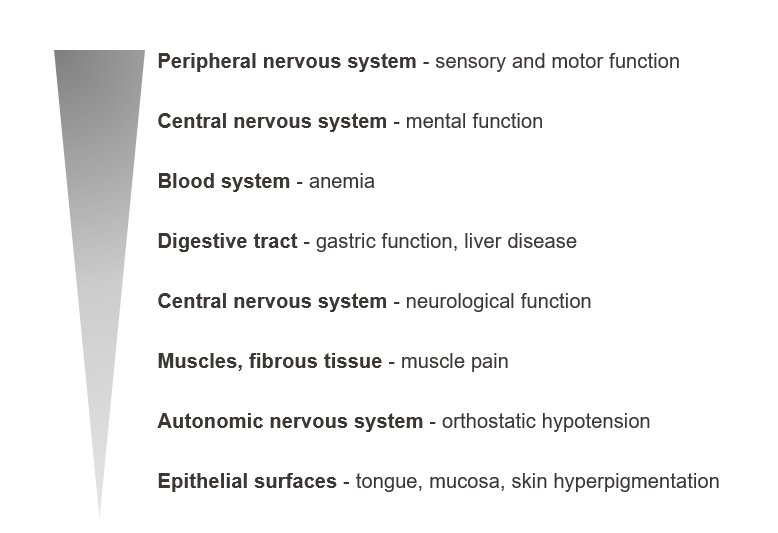 Peripheral nervous system - sensory and motor function
Central nervous system - mental function
Blood system - anemia
Digestive tract - gastric function, liver disease
Central nervous system - neurological function
Muscles, fibrous tissue - muscle pain
Autonomic nervous system - orthostatic hypotension
Epithelial surfaces - tongue, mucosa, skin hyperpigmentation